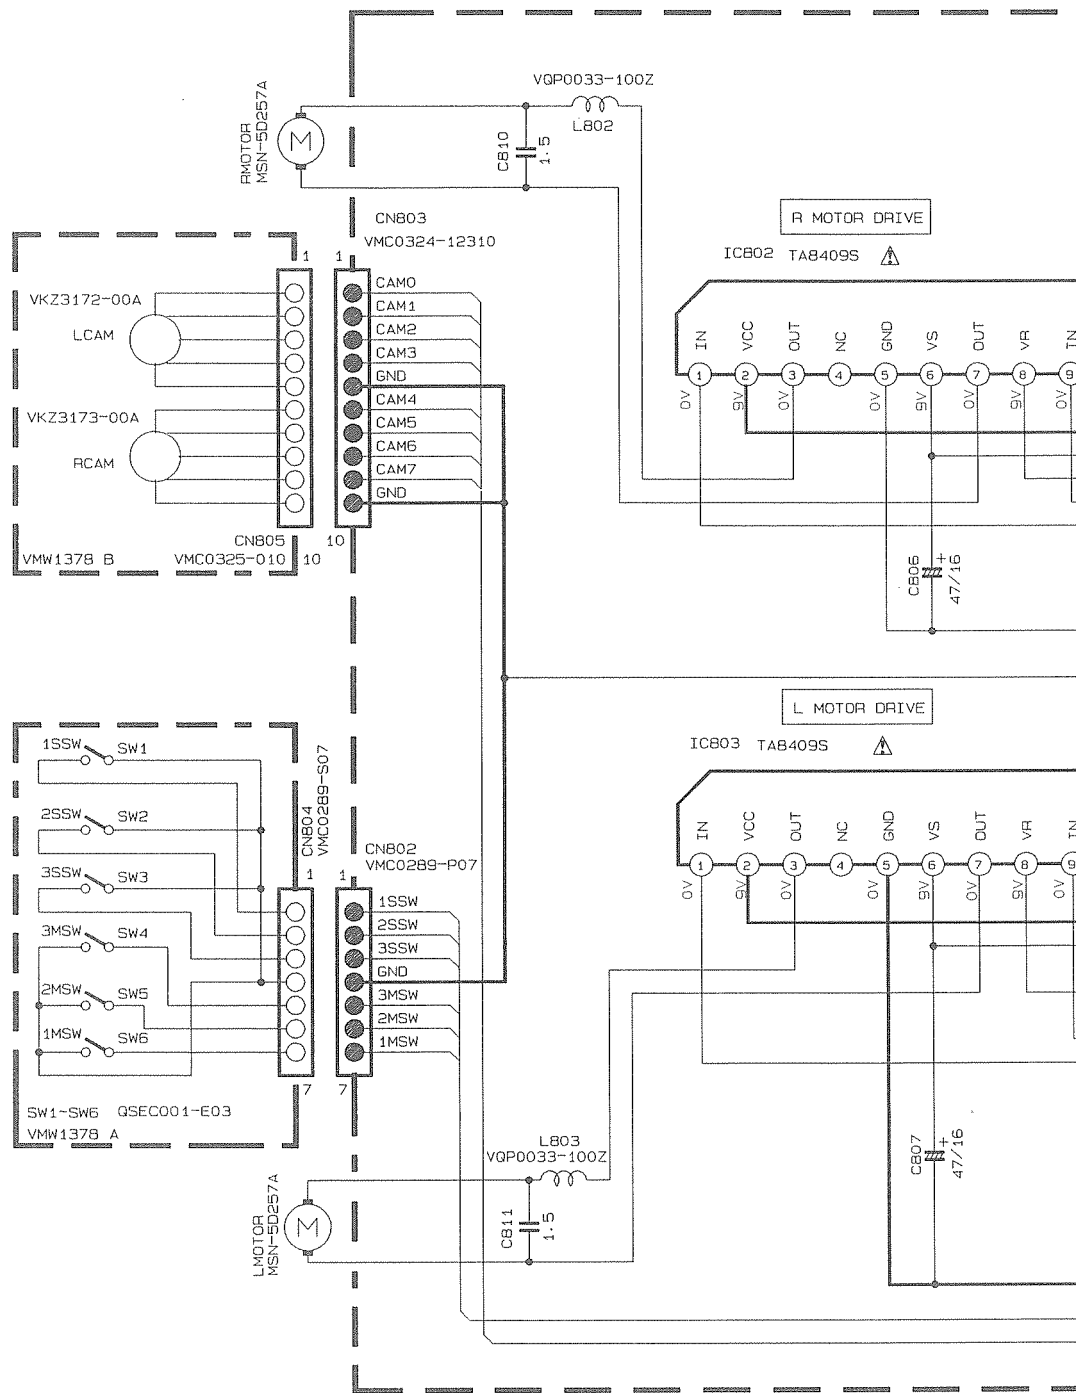 VQP0033-100Z
L802
RMOTOR
MSN-5D257A
M
C810
1.5
CN803
VMC0324-12310
R MOTOR DRIVE
IC802 TA8409S
1 1
VKZ3172-00A
LCAM
VKZ3173-00A
RCAM
CAM0
CAM1
CAM2
CAM3
GND
CAM4
CAM5
CAM6
CAM7
GND
IN VCC OUT NC GND VS OUT VR IN
1 2 3 4 5 6 7 8 9
0V 9V 0V 0V 9V 0V 9V 0V
CN805
VMW1378 B VMC0325-010 10 10
C806
+
47/16
L MOTOR DRIVE
IC803 TA8409S
1SSW SW1
2SSW SW2
3SSW SW3
3MSW SW4
2MSW SW5
1MSW SW6
CN804
VMC0289-S07
CN802
VMC0289-P07
1 1
1SSW
2SSW
3SSW
GND
3MSW
2MSW
1MSW
7 7
IN VCC OUT NC GND VS OUT VR IN
1 2 3 4 5 6 7 8 9
0V 9V 0V 0V 9V 0V 9V 0V
SW1~SW6 QSEC001-E03
VMW1378 A
L803
VQP0033-100Z
LMOTOR
MSN-5D257A
M
C811
1.5
C807
+
47/16